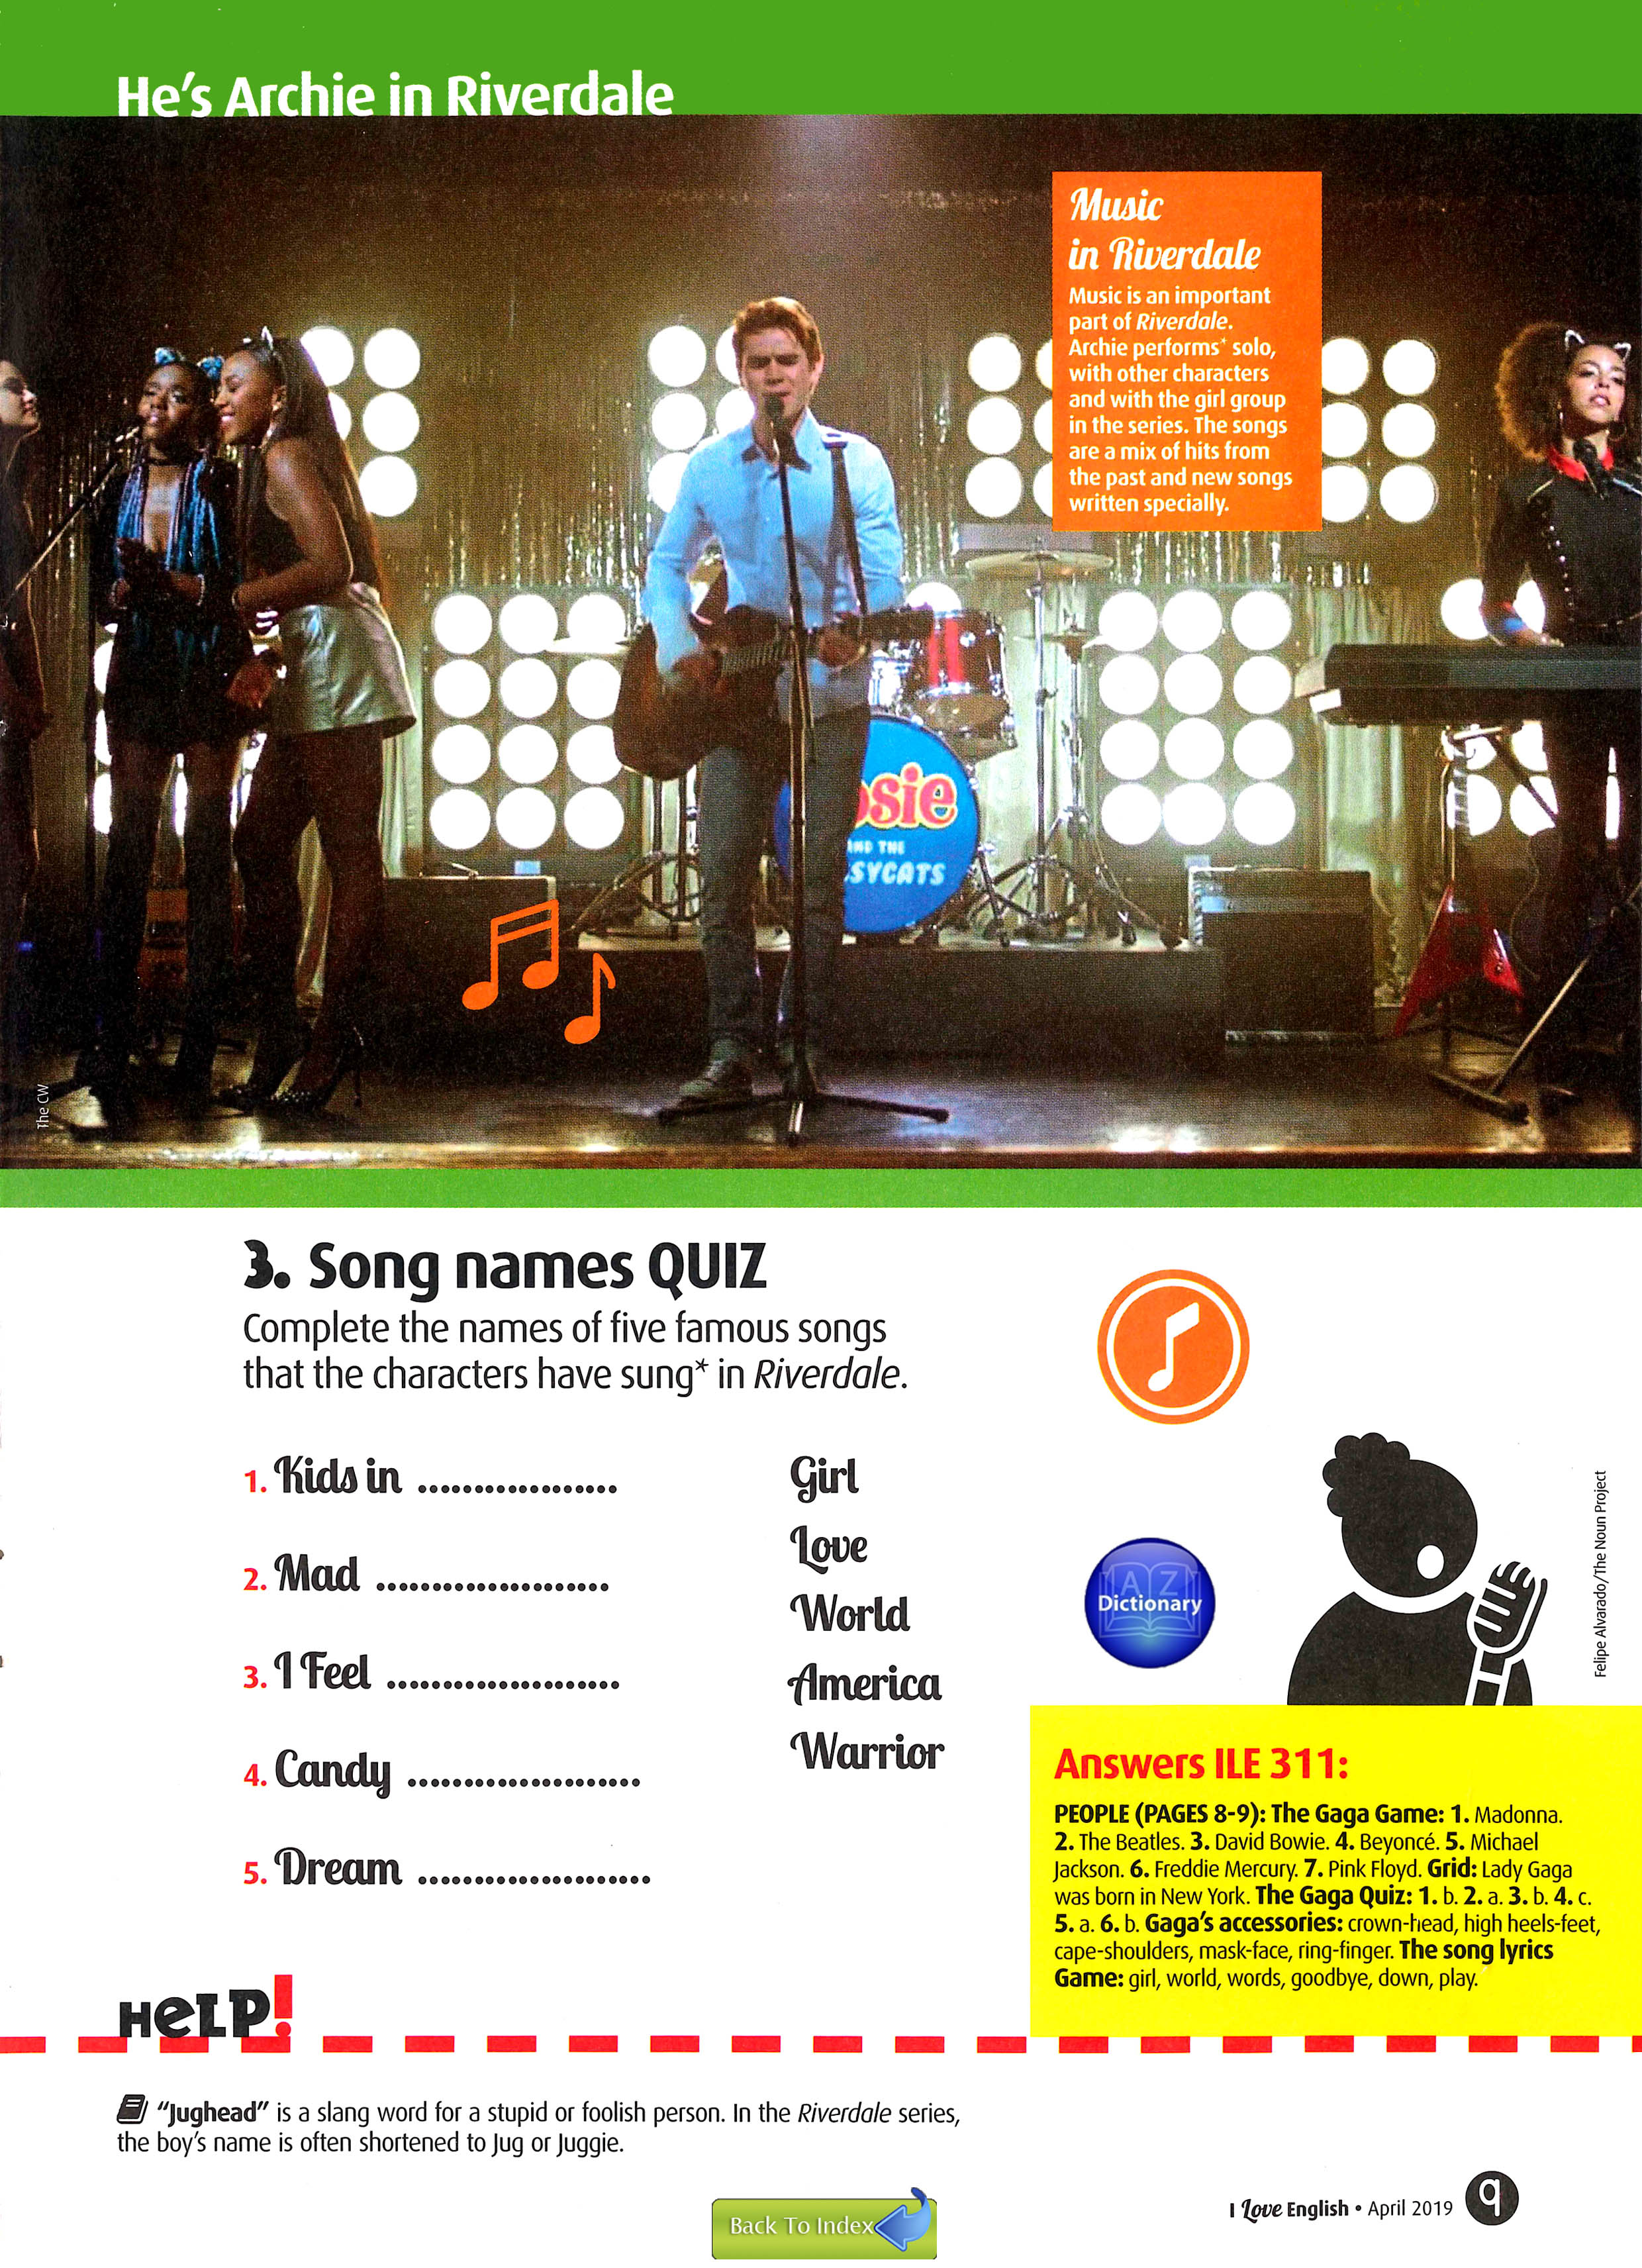 He's Archie in Riverdale
Music
in Riverdale
Music is an important
part of Riverdale.
Archie performs* solo,
with other characters
and with the girl group
in the series. The songs
are a mix of hits from
the past and new songs
written specially.
osie
AND THE
SYCATS
The CW
3. Song names QUIZ
Complete the names of five famous songs
that the characters have sung* in Riverdale.
1. Kids in ..................
2. Mad .....................
3. I Feel .....................
4. Candy .....................
5. Dream .....................
Girl
Love
World
America
Warrior
A Z
Dictionary
Felipe Alvarado/The Noun Project
Answers ILE 311:
PEOPLE (PAGES 8-9): The Gaga Game: 1. Madonna.
2. The Beatles. 3. David Bowie. 4. Beyoncé. 5. Michael
Jackson. 6. Freddie Mercury. 7. Pink Floyd. Grid: Lady Gaga
was born in New York. The Gaga Quiz: 1. b. 2. a. 3. b. 4. c.
5. a. 6. b. Gaga's accessories: crown-head, high heels-feet,
cape-shoulders, mask-face, ring-finger. The song lyrics
Game: girl, world, words, goodbye, down, play.
HELP!
"Jughead" is a slang word for a stupid or foolish person. In the Riverdale series,
the boy's name is often shortened to Jug or Juggie.
Back To Index
I Love English • April 2019 9